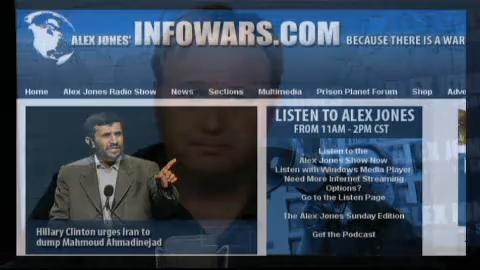 ALEX JONES' INFOWARS.COM BECAUSE THERE IS A WAR
Home Alex Jones Radio Show News Sections Multimedia Prison Planet Forum Shop Adve
LISTEN TO ALEX JONES
FROM 11AM - 2PM CST
Listen to the
Alex Jones Show Now
Listen with Windows Media Player
Need More Internet Streaming
Options?
Go to the Listen Page
The Alex Jones Sunday Edition
Get the Podcast
Hillary Clinton urges Iran to
dump Mahmoud Ahmadinejad